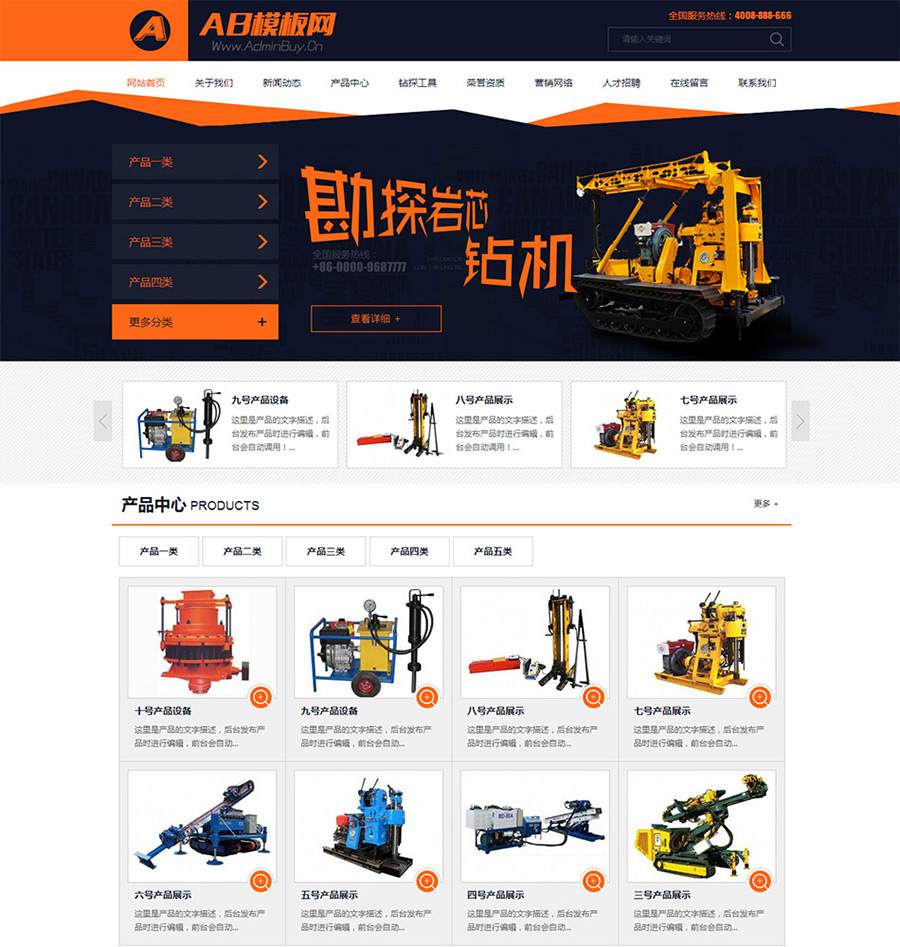 AB模板网
Www.AdminBuy.Cn
全国服务热线：4008-888-666
请输入关键词
网站首页 关于我们 新闻动态 产品中心 钻探工具 荣誉资质 营销网络 人才招聘 在线留言 联系我们
产品一类
产品二类
产品三类
产品四类
更多分类 +
勘探岩芯
钻机
全国服务热线：
+86-0000-9687777
查看详细 +
九号产品设备
这里是产品的文字描述，后
台发布产品时进行编辑，前
台会自动调用！...
八号产品展示
这里是产品的文字描述，后
台发布产品时进行编辑，前
台会自动调用！...
七号产品展示
这里是产品的文字描述，后
台发布产品时进行编辑，前
台会自动调用！...
产品中心 PRODUCTS
更多 +
产品一类 产品二类 产品三类 产品四类 产品五类
十号产品设备
这里是产品的文字描述，后台发布产
品时进行编辑，前台会自动...
九号产品设备
这里是产品的文字描述，后台发布产
品时进行编辑，前台会自动...
八号产品展示
这里是产品的文字描述，后台发布产
品时进行编辑，前台会自动...
七号产品展示
这里是产品的文字描述，后台发布产
品时进行编辑，前台会自动...
六号产品展示
这里是产品的文字描述，后台发布产
品时进行编辑，前台会自动...
五号产品展示
这里是产品的文字描述，后台发布产
品时进行编辑，前台会自动...
四号产品展示
这里是产品的文字描述，后台发布产
品时进行编辑，前台会自动...
三号产品展示
这里是产品的文字描述，后台发布产
品时进行编辑，前台会自动...